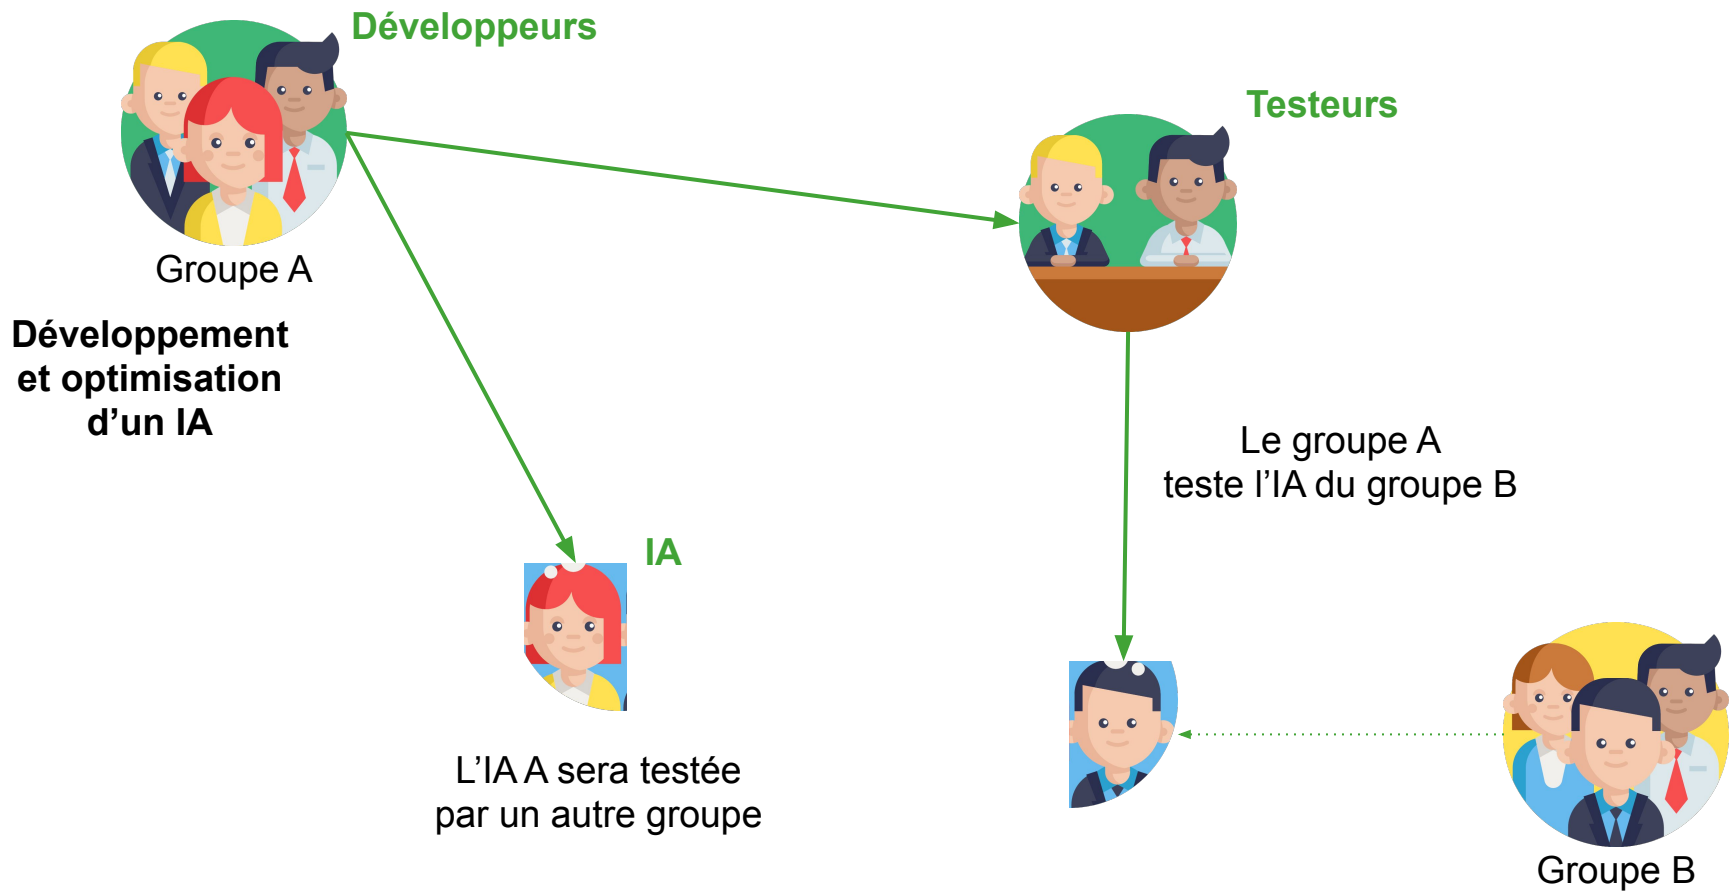 Développeurs
Testeurs
Groupe A
Développement
et optimisation
d’un IA
Le groupe A
teste l’IA du groupe B
IA
L’IA A sera testée
par un autre groupe
Groupe B